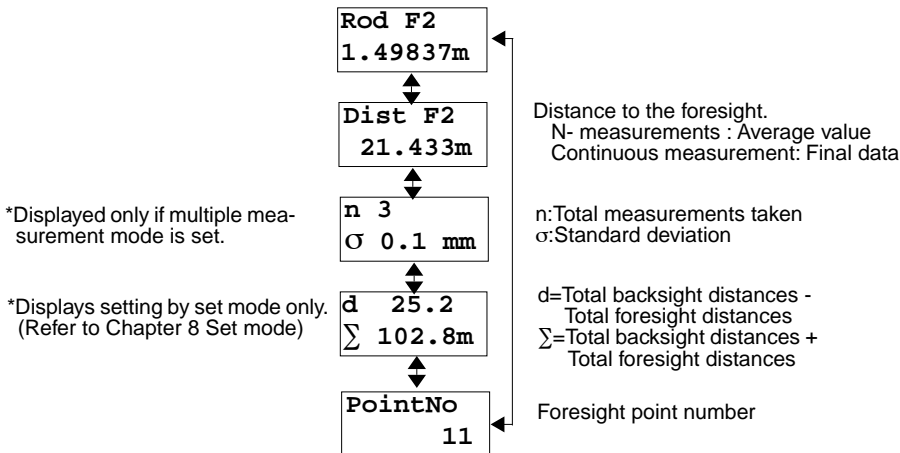 Rod F2
1.49837m
Dist F2
21.433m
Distance to the foresight.
N- measurements : Average value
Continuous measurement: Final data
*Displayed only if multiple mea-
surement mode is set.
n 3
σ 0.1 mm
n:Total measurements taken
σ:Standard deviation
*Displays setting by set mode only.
(Refer to Chapter 8 Set mode)
d 25.2
∑ 102.8m
d=Total backsight distances -
Total foresight distances
∑=Total backsight distances +
Total foresight distances
PointNo
11
Foresight point number